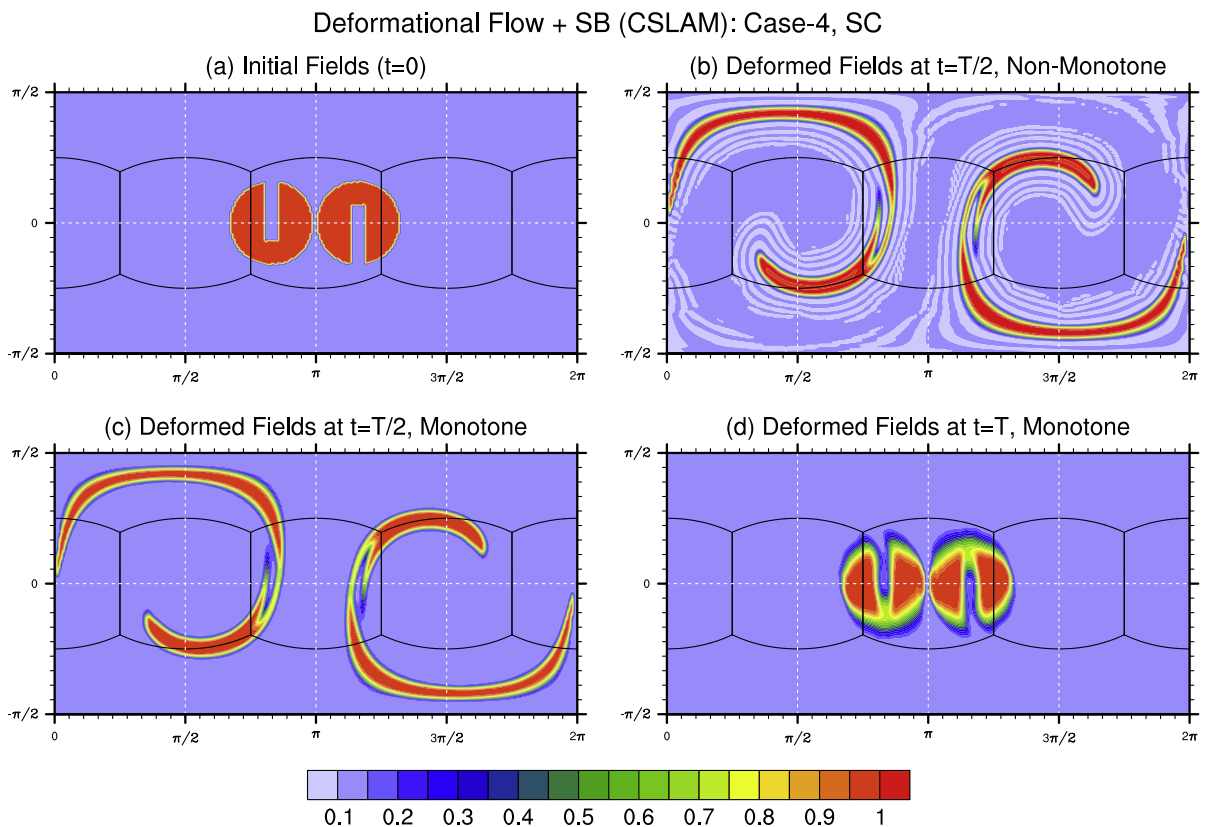 Deformational Flow + SB (CSLAM): Case-4, SC
(a) Initial Fields (t=0)
π/2
0
-π/2
0 π/2 π 3π/2 2π
(b) Deformed Fields at t=T/2, Non-Monotone
π/2
0
-π/2
0 π/2 π 3π/2 2π
(c) Deformed Fields at t=T/2, Monotone
π/2
0
-π/2
0 π/2 π 3π/2 2π
(d) Deformed Fields at t=T, Monotone
π/2
0
-π/2
0 π/2 π 3π/2 2π
0.1 0.2 0.3 0.4 0.5 0.6 0.7 0.8 0.9 1